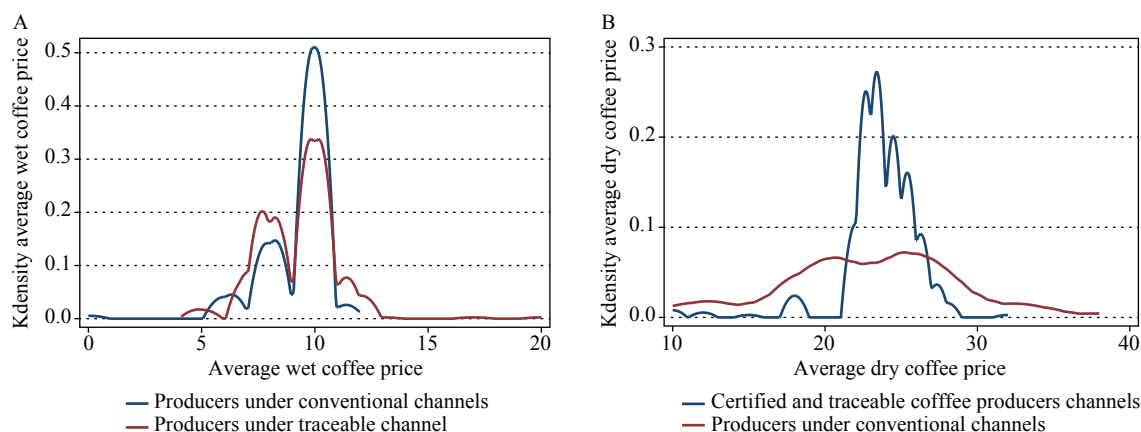 A
Kdensity average wet coffee price
0.5
0.4
0.3
0.2
0.1
0.0
0 5 10 15 20
Average wet coffee price
Producers under conventional channels
Producers under traceable channel
B
Kdensity average dry coffee price
0.3
0.2
0.1
0.0
10 20 30 40
Average dry coffee price
Certified and traceable cofffee producers channels
Producers under conventional channels